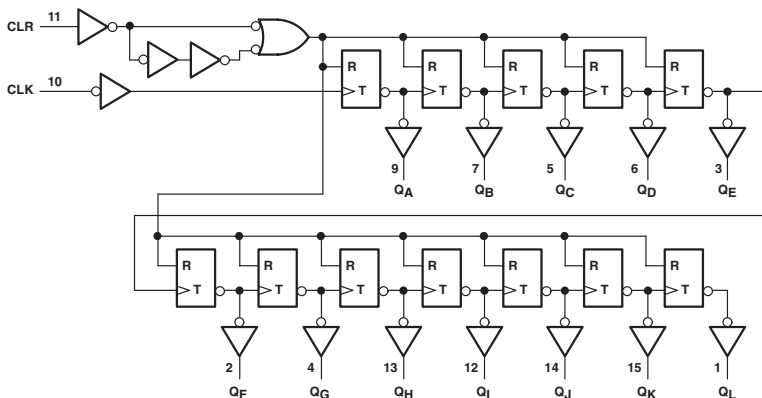 CLR 11
CLK 10
R R R R R
T T T T T
9 7 5 6 3
QA QB QC QD QE
R R R R R R R
T T T T T T T
2 4 13 12 14 15 1
QF QG QH QI QJ QK QL